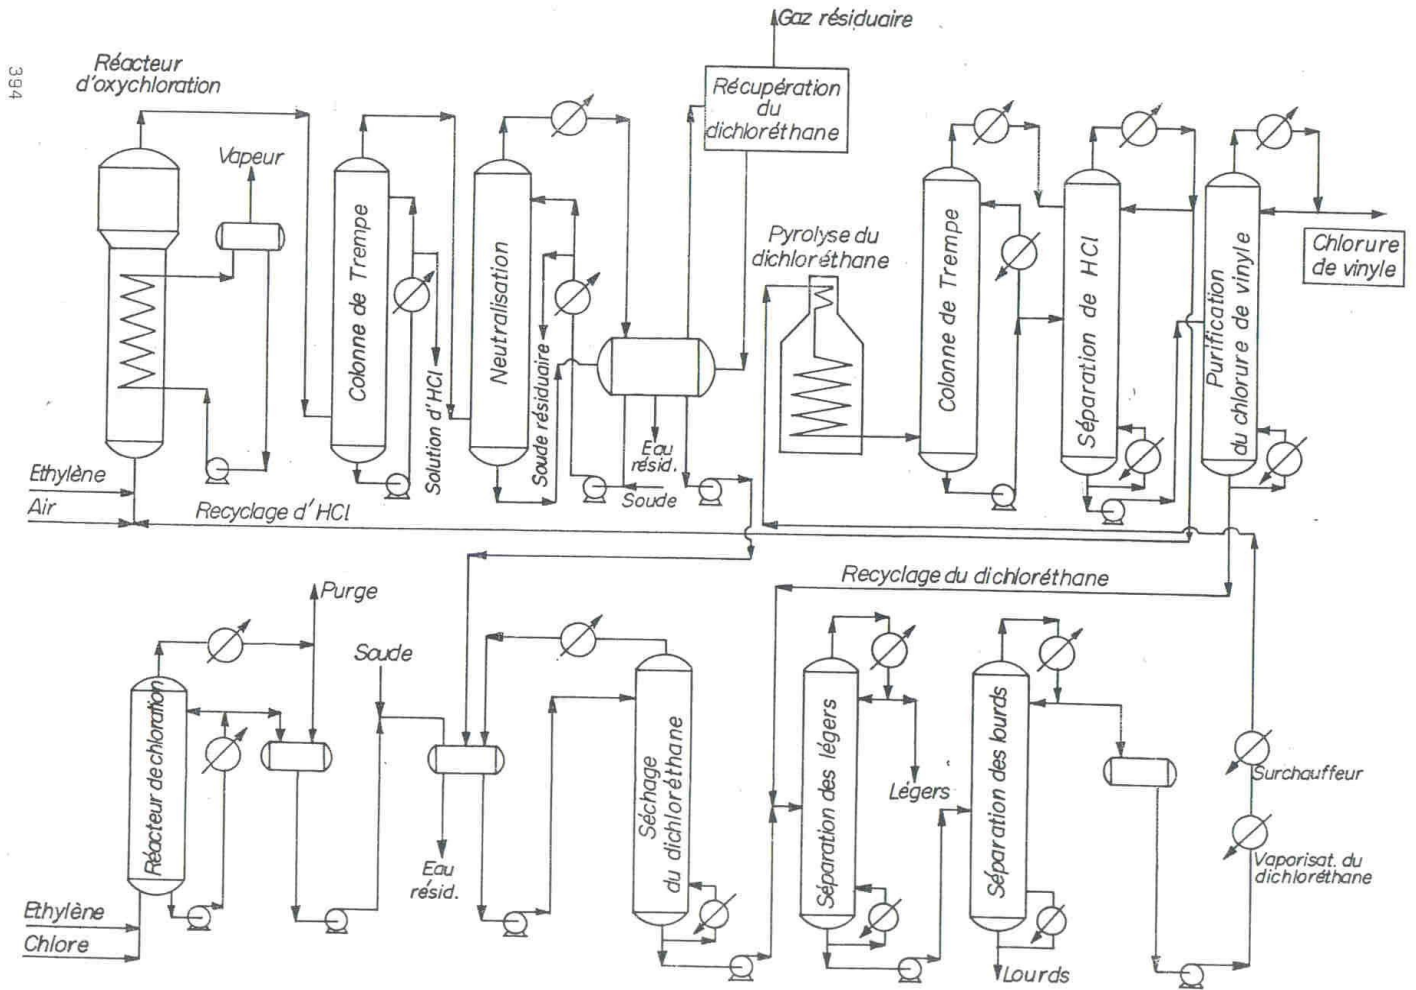 394
Gaz résiduaire
Réacteur
d'oxychloration
Récupération
du
dichloréthane
Vapeur
Colonne de Trempe
Solution d'HCl
Neutralisation
Soude résiduaire
Eau
résid.
Soude
Pyrolyse du
dichloréthane
Colonne de Trempe
Séparation de HCl
Purification
du chlorure de vinyle
Chlorure
de vinyle
Ethylène
Air
Recyclage d'HCl
Recyclage du dichloréthane
Purge
Soude
Réacteur de chloration
Eau
résid.
Séchage
du dichloréthane
Séparation des légers
Légers
Séparation des lourds
Surchauffeur
Vaporisat. du
dichloréthane
Ethylène
Chlore
Lourds